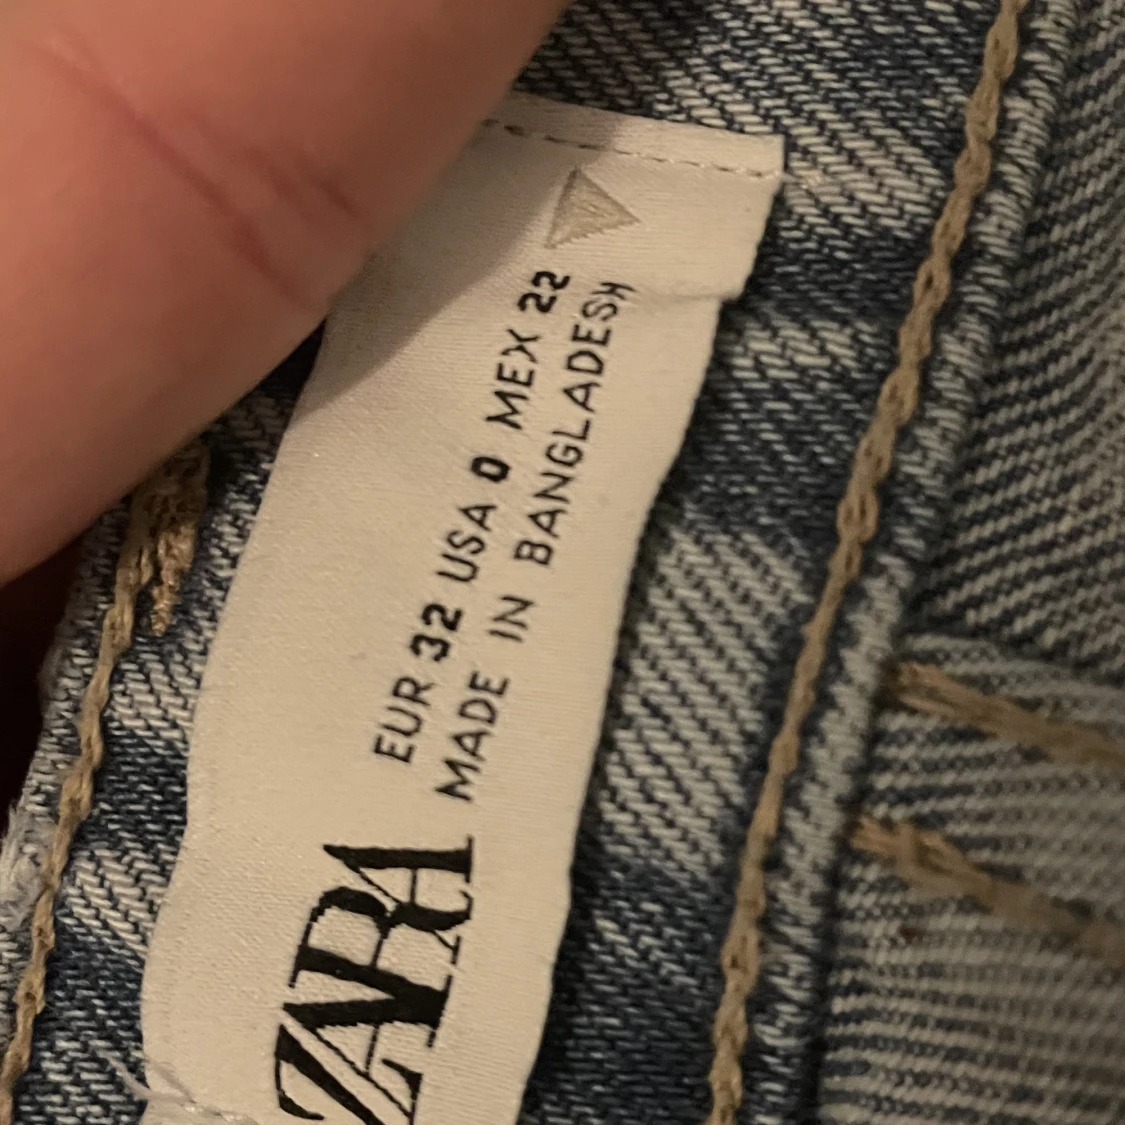 EUR 32 USA 0 MEX 22
MADE IN BANGLADESH
ZARA